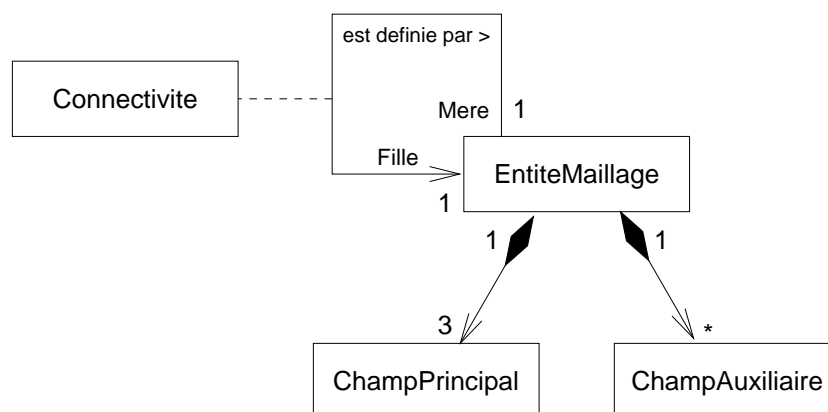 est definie par >
Connectivite
Mere 1
Fille
EntiteMaillage
1
1 1
3 *
ChampPrincipal ChampAuxiliaire